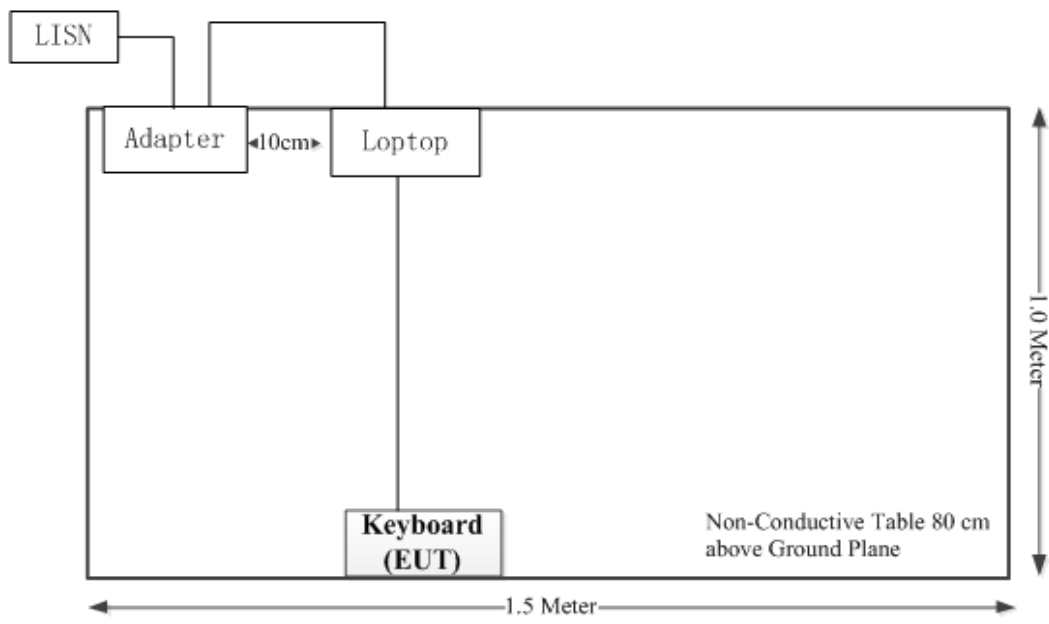 LISN
Adapter
10cm
Loptop
1.0 Meter
Keyboard
(EUT)
Non-Conductive Table 80 cm
above Ground Plane
1.5 Meter